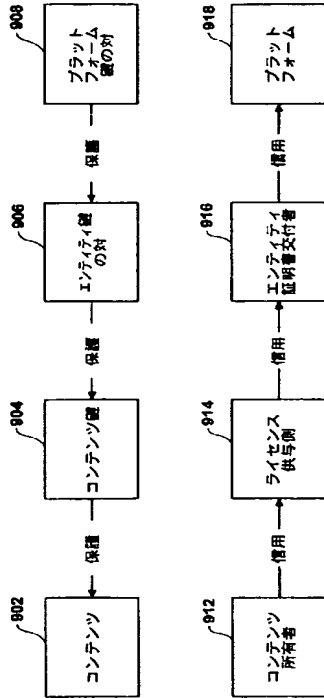 902
904
906
908
コンテンツ
保護
コンテンツ鍵
保護
エンティティ鍵
の対
保護
プラット
フォーム
鍵の対
912
914
916
918
コンテンツ
所有者
信用
ライセンス
供与側
信用
エンティティ
証明書交付者
信用
プラット
フォーム